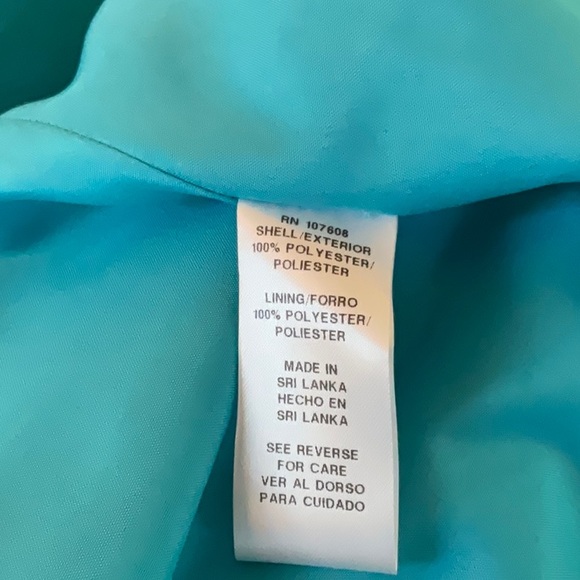 RN 107608
SHELL/EXTERIOR
100% POLYESTER/
POLIESTER
LINING/FORRO
100% POLYESTER/
POLIESTER
MADE IN
SRI LANKA
HECHO EN
SRI LANKA
SEE REVERSE
FOR CARE
VER AL DORSO
PARA CUIDADO